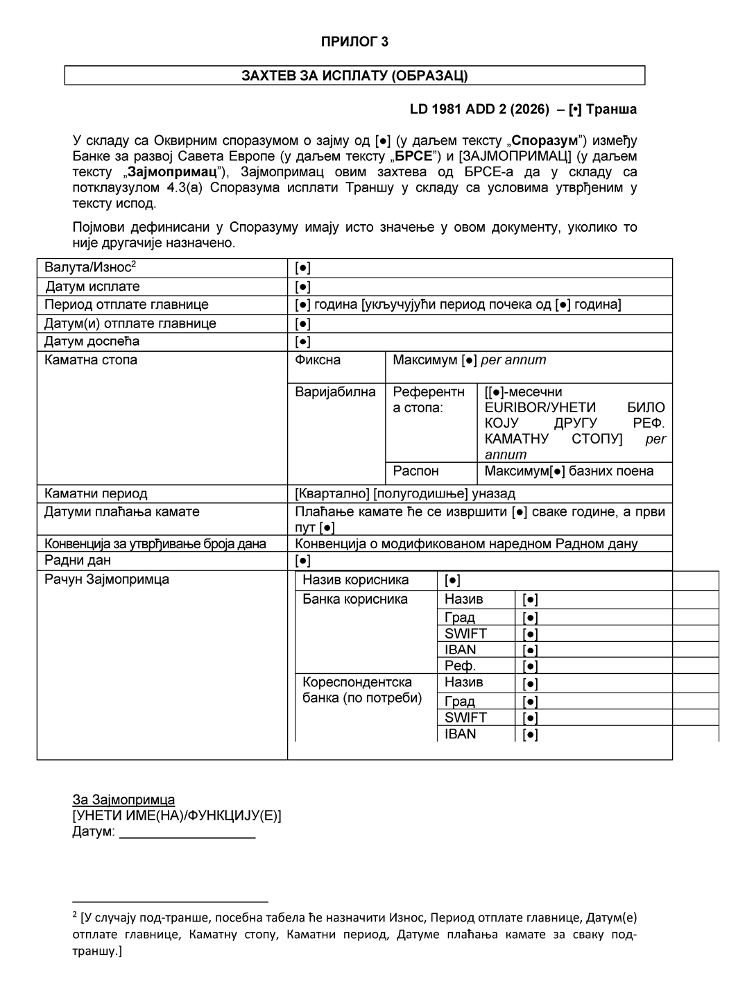 ПРИЛОГ 3
ЗАХТЕВ ЗА ИСПЛАТУ (ОБРАЗАЦ)
LD 1981 ADD 2 (2026) – [•] Транша
У складу са Оквирним споразумом о зајму од [●] (у даљем тексту „Споразум”) између
Банке за развој Савета Европе (у даљем тексту „БРСЕ”) и [ЗАЈМОПРИМАЦ] (у даљем
тексту „Зајмопримац”), Зајмопримац овим захтева од БРСЕ-а да у складу са
потклаузулом 4.3(а) Споразума исплати Траншу у складу са условима утврђеним у
тексту испод.
Појмови дефинисани у Споразуму имају исто значење у овом документу, уколико то
није другачије назначено.
Валута/Износ2 [●]
Датум исплате [●]
Период отплате главнице [●] година [укључујући период почека од [●] година]
Датум(и) отплате главнице [●]
Датум доспећа [●]
Каматна стопа Фиксна Максимум [●] per annum
Варијабилна Референтн [[●]-месечни
а стопа: EURIBOR/УНЕТИ БИЛО
КОЈУ ДРУГУ РЕФ.
КАМАТНУ СТОПУ] per
annum
Распон Максимум[●] базних поена
Каматни период [Квартално] [полугодишње] уназад
Датуми плаћања камате Плаћање камате ће се извршити [●] сваке године, а први
пут [●]
Конвенција за утврђивање броја дана Конвенција о модификованом наредном Радном дану
Радни дан [●]
Рачун Зајмопримца Назив корисника [●]
Банка корисника Назив [●]
Град [●]
SWIFT [●]
IBAN [●]
Реф. [●]
Кореспондентска Назив [●]
банка (по потреби) Град [●]
SWIFT [●]
IBAN [●]
За Зајмопримца
[УНЕТИ ИМЕ(НА)/ФУНКЦИЈУ(Е)]
Датум: ___________________
2 [У случају под-транше, посебна табела ће назначити Износ, Период отплате главнице, Датум(е)
отплате главнице, Каматну стопу, Каматни период, Датуме плаћања камате за сваку под-
траншу.]